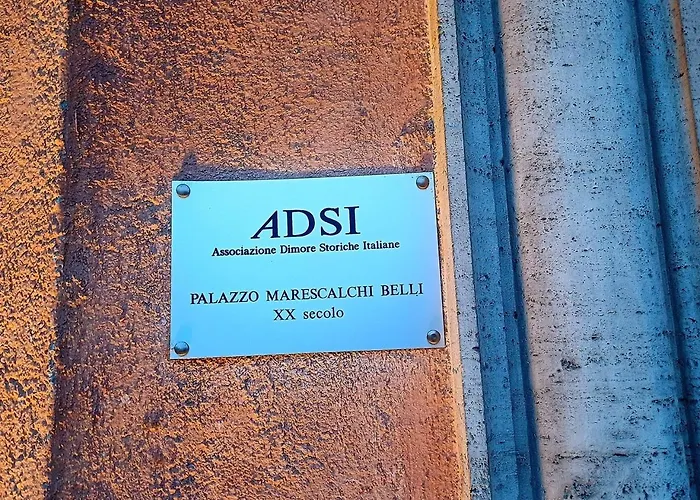 ADSI
Associazione Dimore Storiche Italiane
PALAZZO MARESCALCHI BELLI
XX secolo